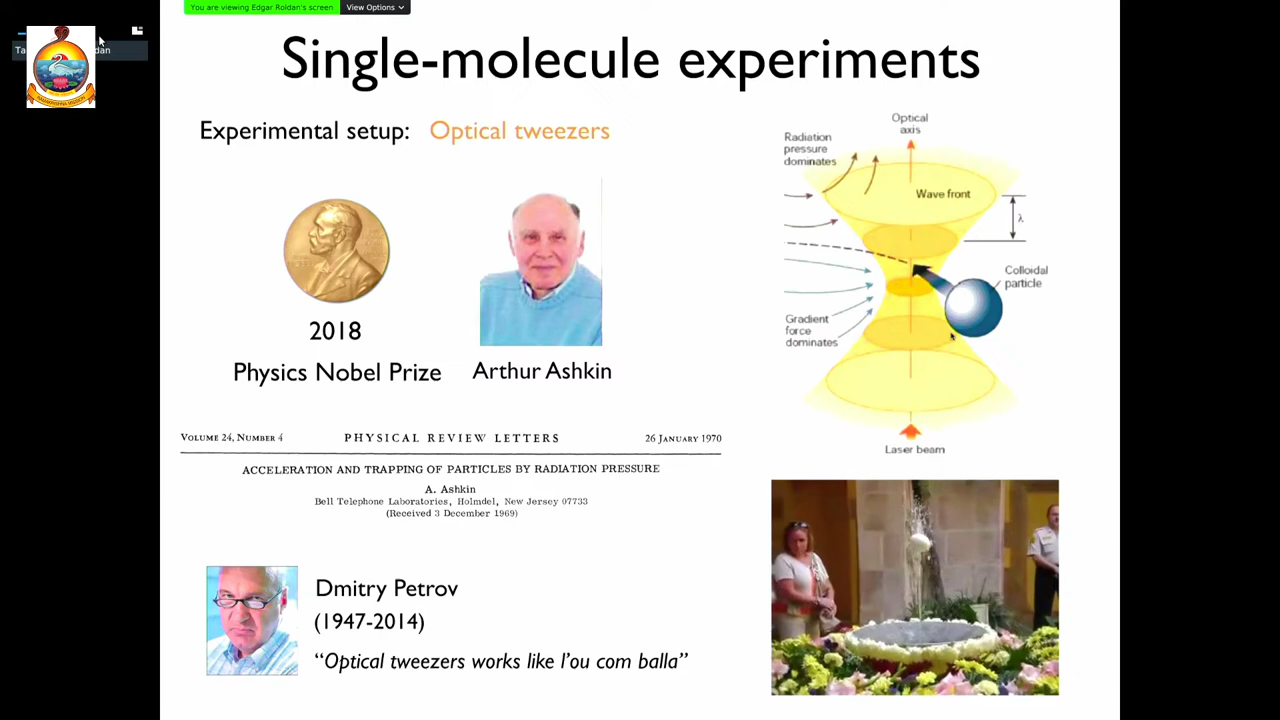 You are viewing Edgar Roldan's screen
View Options
Single-molecule experiments
Experimental setup: Optical tweezers
2018
Physics Nobel Prize
Arthur Ashkin
VOLUME 24, NUMBER 4 PHYSICAL REVIEW LETTERS 26 JANUARY 1970
ACCELERATION AND TRAPPING OF PARTICLES BY RADIATION PRESSURE
A. Ashkin
Bell Telephone Laboratories, Holmdel, New Jersey 07733
(Received 3 December 1969)
Dmitry Petrov
(1947-2014)
“Optical tweezers works like l’ou com balla”
Optical
axis
Radiation
pressure
dominates
Wave front
λ
Colloidal
particle
Gradient
force
dominates
Laser beam